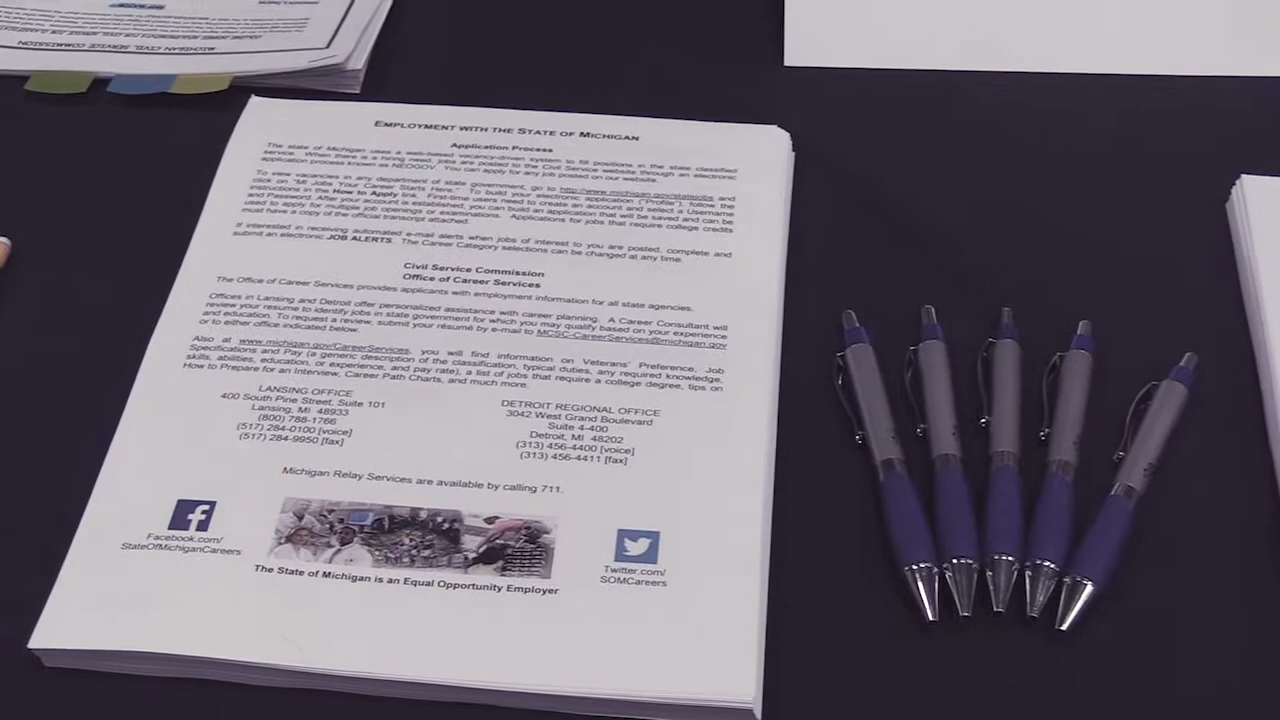 MICHIGAN CIVIL SERVICE COMMISSION
EMPLOYMENT WITH THE STATE OF MICHIGAN
Application Process
The state of Michigan uses a web-based vacancy-driven system to fill positions in the state classified
service. When there is a hiring need, jobs are posted to the Civil Service website through an electronic
application process known as NEOGOV. You can apply for any job posted on our website.
To view vacancies in any department of state government, go to http://www.michigan.gov/statejobs and
click on "MI Jobs Your Career Starts Here." To build your electronic application ("Profile"), follow the
instructions in the How to Apply link. First-time users need to create an account and select a Username
and Password. After your account is established, you can build an application that will be saved and can be
used to apply for multiple job openings or examinations. Applications for jobs that require college credits
must have a copy of the official transcript attached.
If interested in receiving automated e-mail alerts when jobs of interest to you are posted, complete and
submit an electronic JOB ALERTS. The Career Category selections can be changed at any time.
Civil Service Commission
Office of Career Services
The Office of Career Services provides applicants with employment information for all state agencies.
Offices in Lansing and Detroit offer personalized assistance with career planning. A Career Consultant will
review your resume to identify jobs in state government for which you may qualify based on your experience
and education. To request a review, submit your résumé by e-mail to MCSC-CareerServices@michigan.gov
or to either office indicated below.
Also at www.michigan.gov/CareerServices, you will find information on Veterans' Preference, Job
Specifications and Pay (a generic description of the classification, typical duties, any required knowledge,
skills, abilities, education, or experience, and pay rate), a list of jobs that require a college degree, tips on
How to Prepare for an Interview, Career Path Charts, and much more.
LANSING OFFICE
400 South Pine Street, Suite 101
Lansing, MI 48933
(800) 788-1766
(517) 284-0100 [voice]
(517) 284-9950 [fax]
DETROIT REGIONAL OFFICE
3042 West Grand Boulevard
Suite 4-400
Detroit, MI 48202
(313) 456-4400 [voice]
(313) 456-4411 [fax]
Michigan Relay Services are available by calling 711.
Facebook.com/
StateOfMichiganCareers
Twitter.com/
SOMCareers
The State of Michigan is an Equal Opportunity Employer